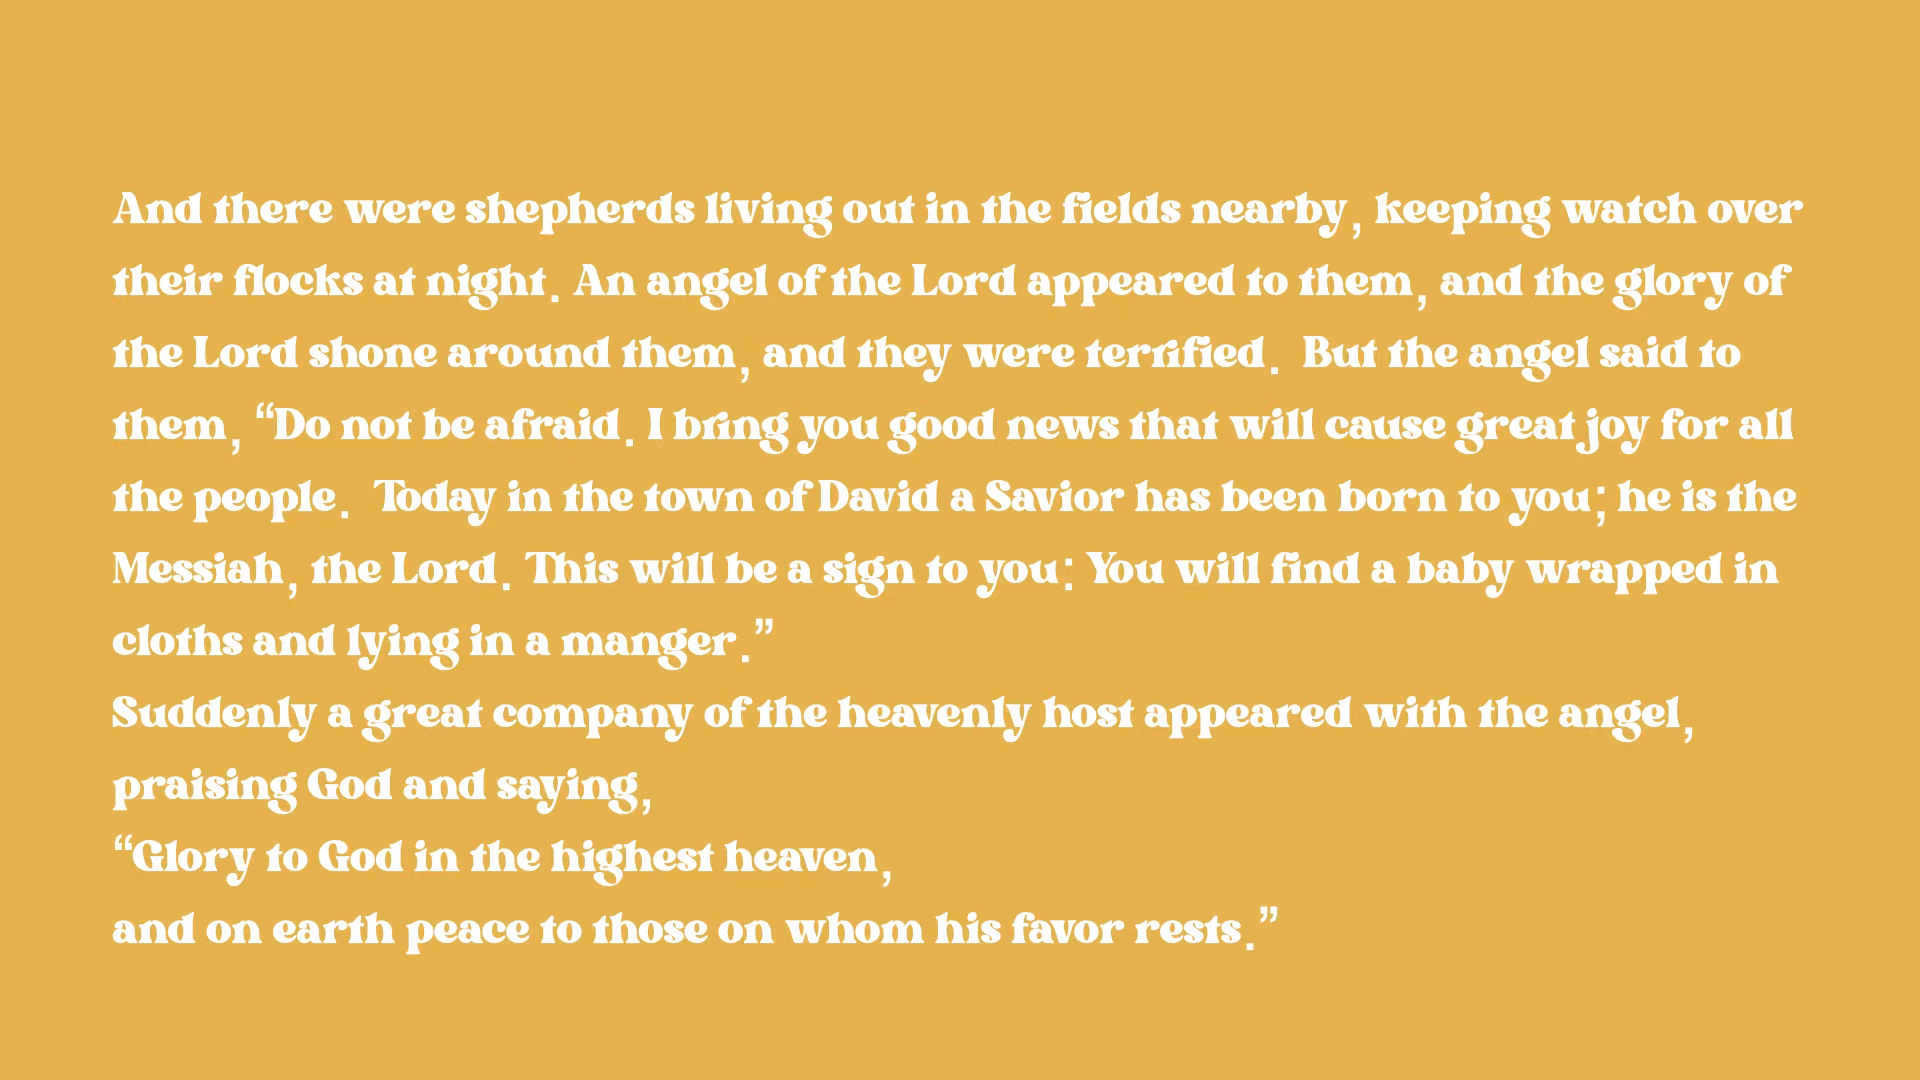 And there were shepherds living out in the fields nearby, keeping watch over
their flocks at night. An angel of the Lord appeared to them, and the glory of
the Lord shone around them, and they were terrified.  But the angel said to
them, “Do not be afraid. I bring you good news that will cause great joy for all
the people.  Today in the town of David a Savior has been born to you; he is the
Messiah, the Lord. This will be a sign to you: You will find a baby wrapped in
cloths and lying in a manger.”
Suddenly a great company of the heavenly host appeared with the angel,
praising God and saying,
“Glory to God in the highest heaven,
and on earth peace to those on whom his favor rests.”